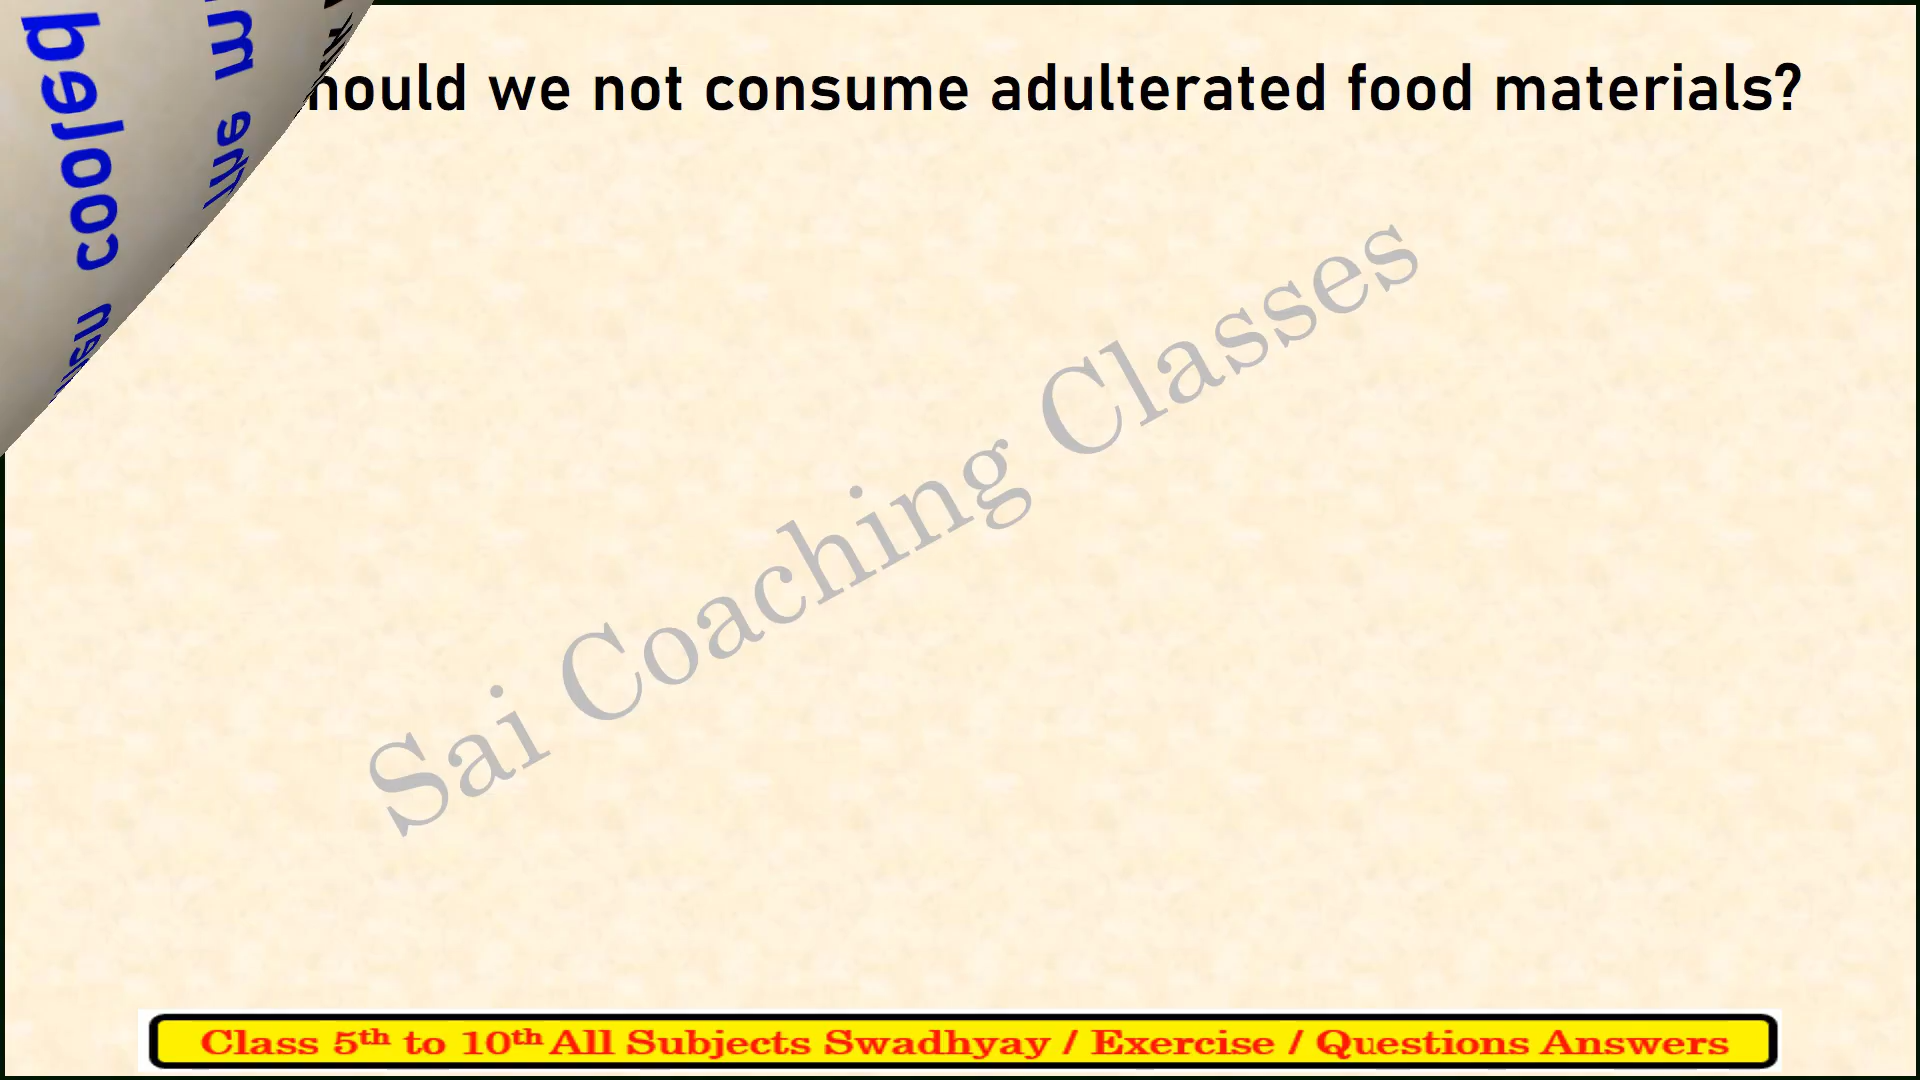 hould we not consume adulterated food materials?
Sai Coaching Classes
Class 5th to 10th All Subjects Swadhyay / Exercise / Questions Answers